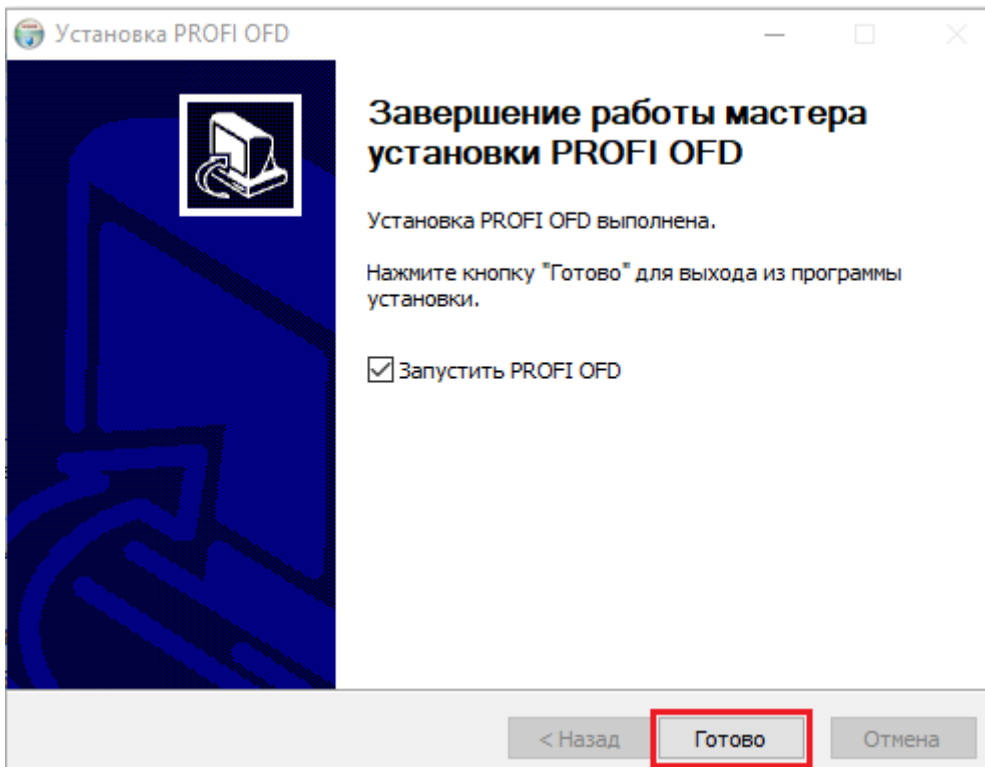 Установка PROFI OFD
Завершение работы мастера
установки PROFI OFD
Установка PROFI OFD выполнена.
Нажмите кнопку "Готово" для выхода из программы
установки.
Запустить PROFI OFD
< Назад
Готово
Отмена